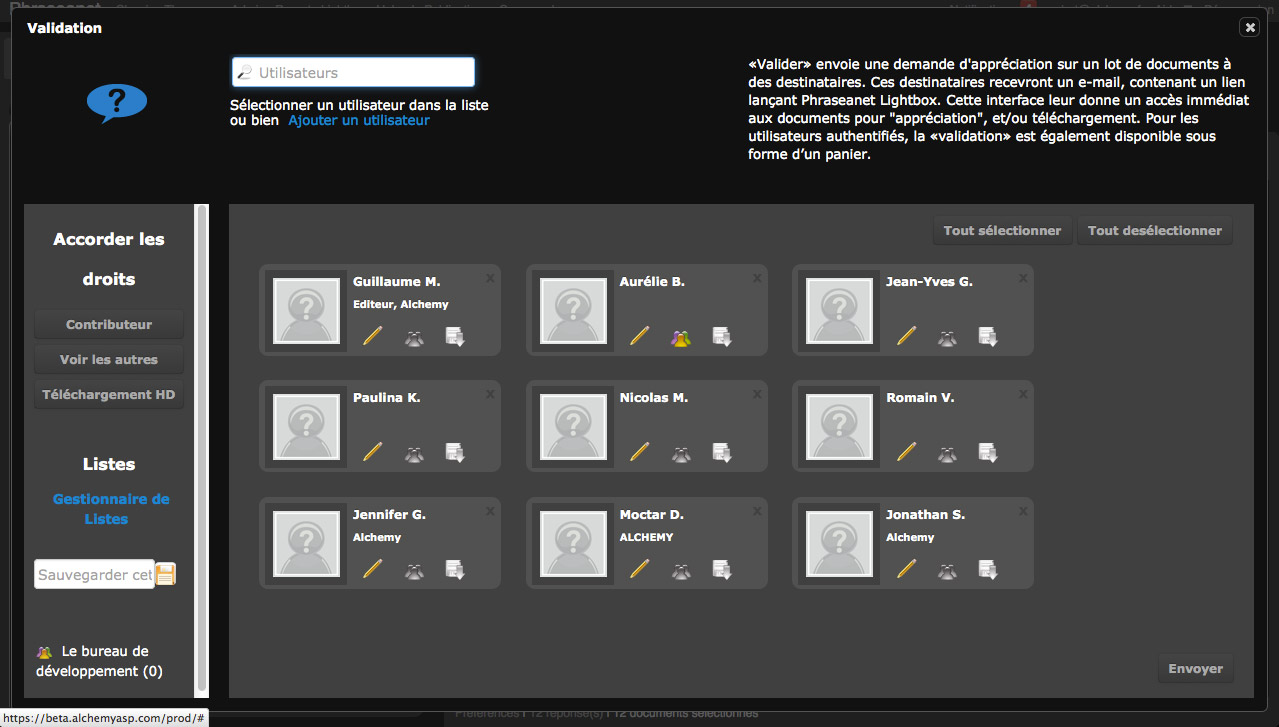 Validation
Utilisateurs
Sélectionner un utilisateur dans la liste
ou bien Ajouter un utilisateur
«Valider» envoie une demande d'appréciation sur un lot de documents à
des destinataires. Ces destinataires recevront un e-mail, contenant un lien
lançant Phraseanet Lightbox. Cette interface leur donne un accès immédiat
aux documents pour "appréciation", et/ou téléchargement. Pour les
utilisateurs authentifiés, la «validation» est également disponible sous
forme d’un panier.
Accorder les
droits
Contributeur
Voir les autres
Téléchargement HD
Listes
Gestionnaire de
Listes
Sauvegarder cet
Le bureau de
développement (0)
Tout sélectionner
Tout desélectionner
Guillaume M.
Editeur, Alchemy
Aurélie B.
Jean-Yves G.
Paulina K.
Nicolas M.
Romain V.
Jennifer G.
Alchemy
Moctar D.
ALCHEMY
Jonathan S.
Alchemy
Envoyer
https://beta.alchemyasp.com/prod/#
Préférences | 12 réponse(s) | 12 documents sélectionnés